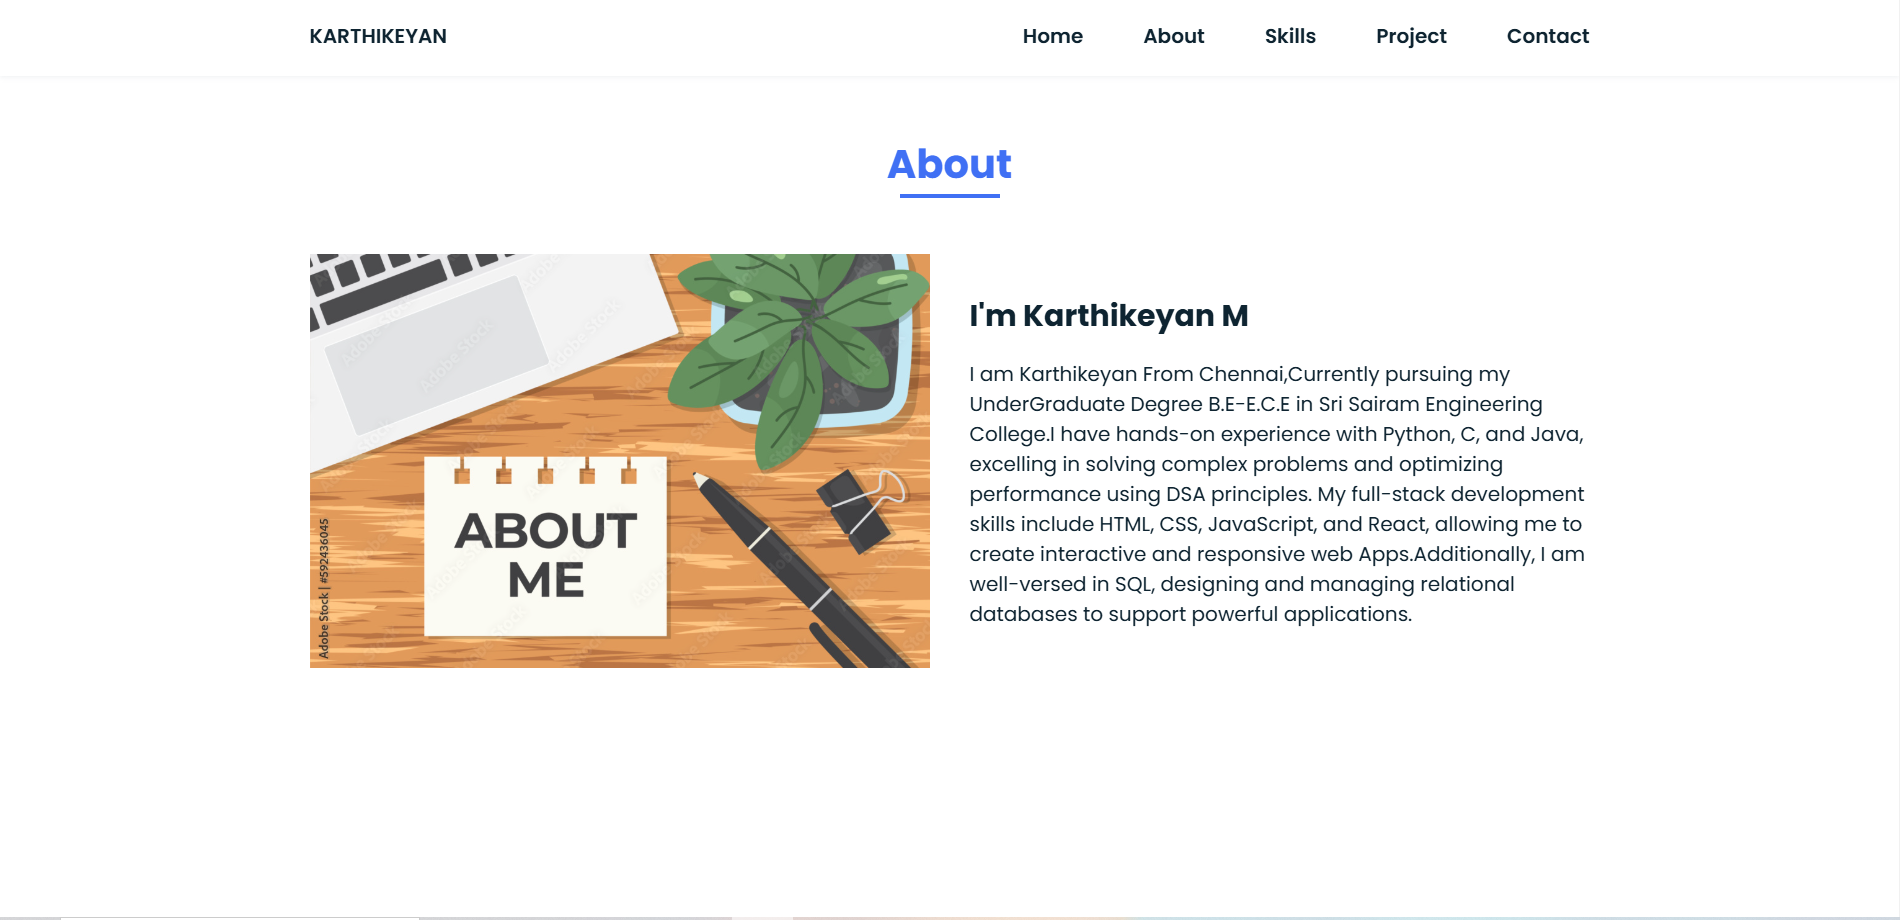 KARTHIKEYAN
Home
About
Skills
Project
Contact
About
ABOUT
ME
Adobe Stock | #592436045
I'm Karthikeyan M
I am Karthikeyan From Chennai,Currently pursuing my
UnderGraduate Degree B.E-E.C.E in Sri Sairam Engineering
College.I have hands-on experience with Python, C, and Java,
excelling in solving complex problems and optimizing
performance using DSA principles. My full-stack development
skills include HTML, CSS, JavaScript, and React, allowing me to
create interactive and responsive web Apps.Additionally, I am
well-versed in SQL, designing and managing relational
databases to support powerful applications.